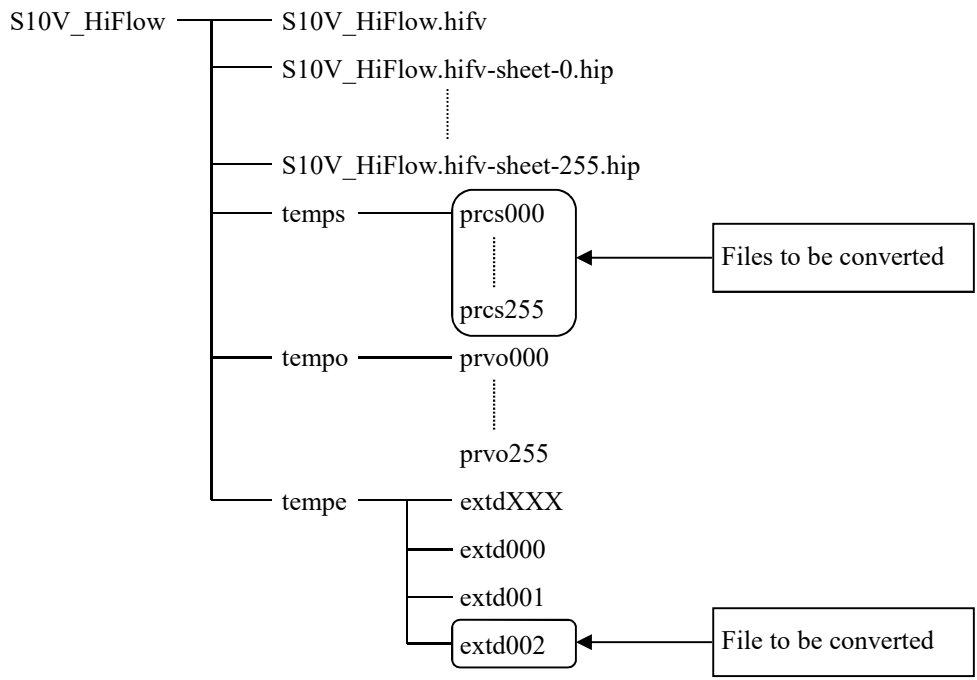 S10V_HiFlow
S10V_HiFlow.hifv
S10V_HiFlow.hifv-sheet-0.hip
S10V_HiFlow.hifv-sheet-255.hip
temps
prcs000
Files to be converted
prcs255
tempo
prvo000
prvo255
tempe
extdXXX
extd000
extd001
extd002
File to be converted